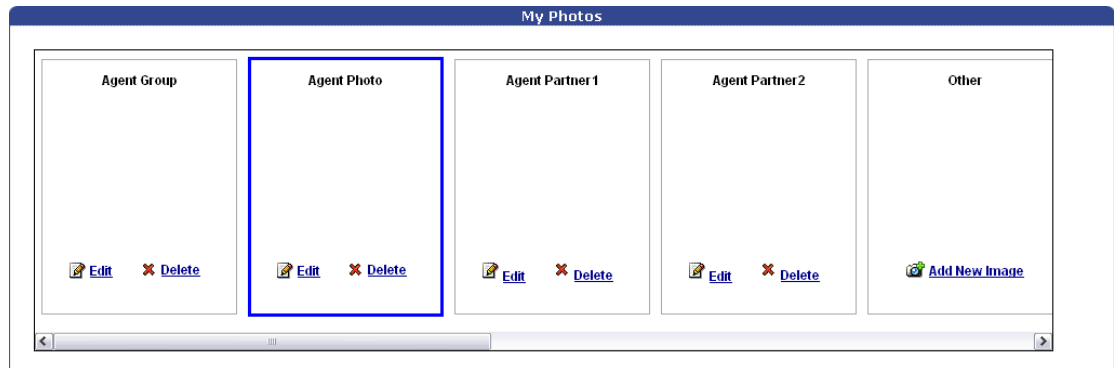 My Photos
Agent Group
Agent Photo
Agent Partner1
Agent Partner2
Other
Edit Delete
Edit Delete
Edit Delete
Edit Delete
Add New Image